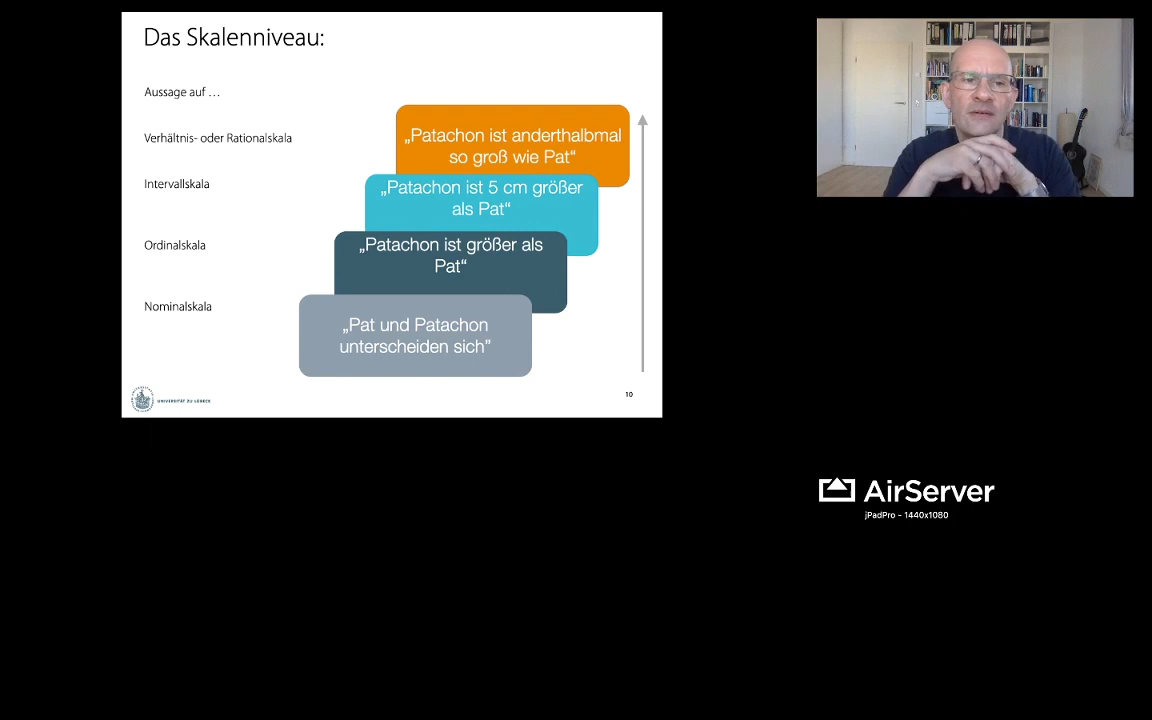 Das Skalenniveau:
Aussage auf …
Verhältnis- oder Rationalskala
„Patachon ist anderthalbmal
so groß wie Pat“
Intervallskala
„Patachon ist 5 cm größer
als Pat“
Ordinalskala
„Patachon ist größer als
Pat“
Nominalskala
„Pat und Patachon
unterscheiden sich”
UNIVERSITÄT ZU LÜBECK
10
AirServer
jPadPro - 1440x1080